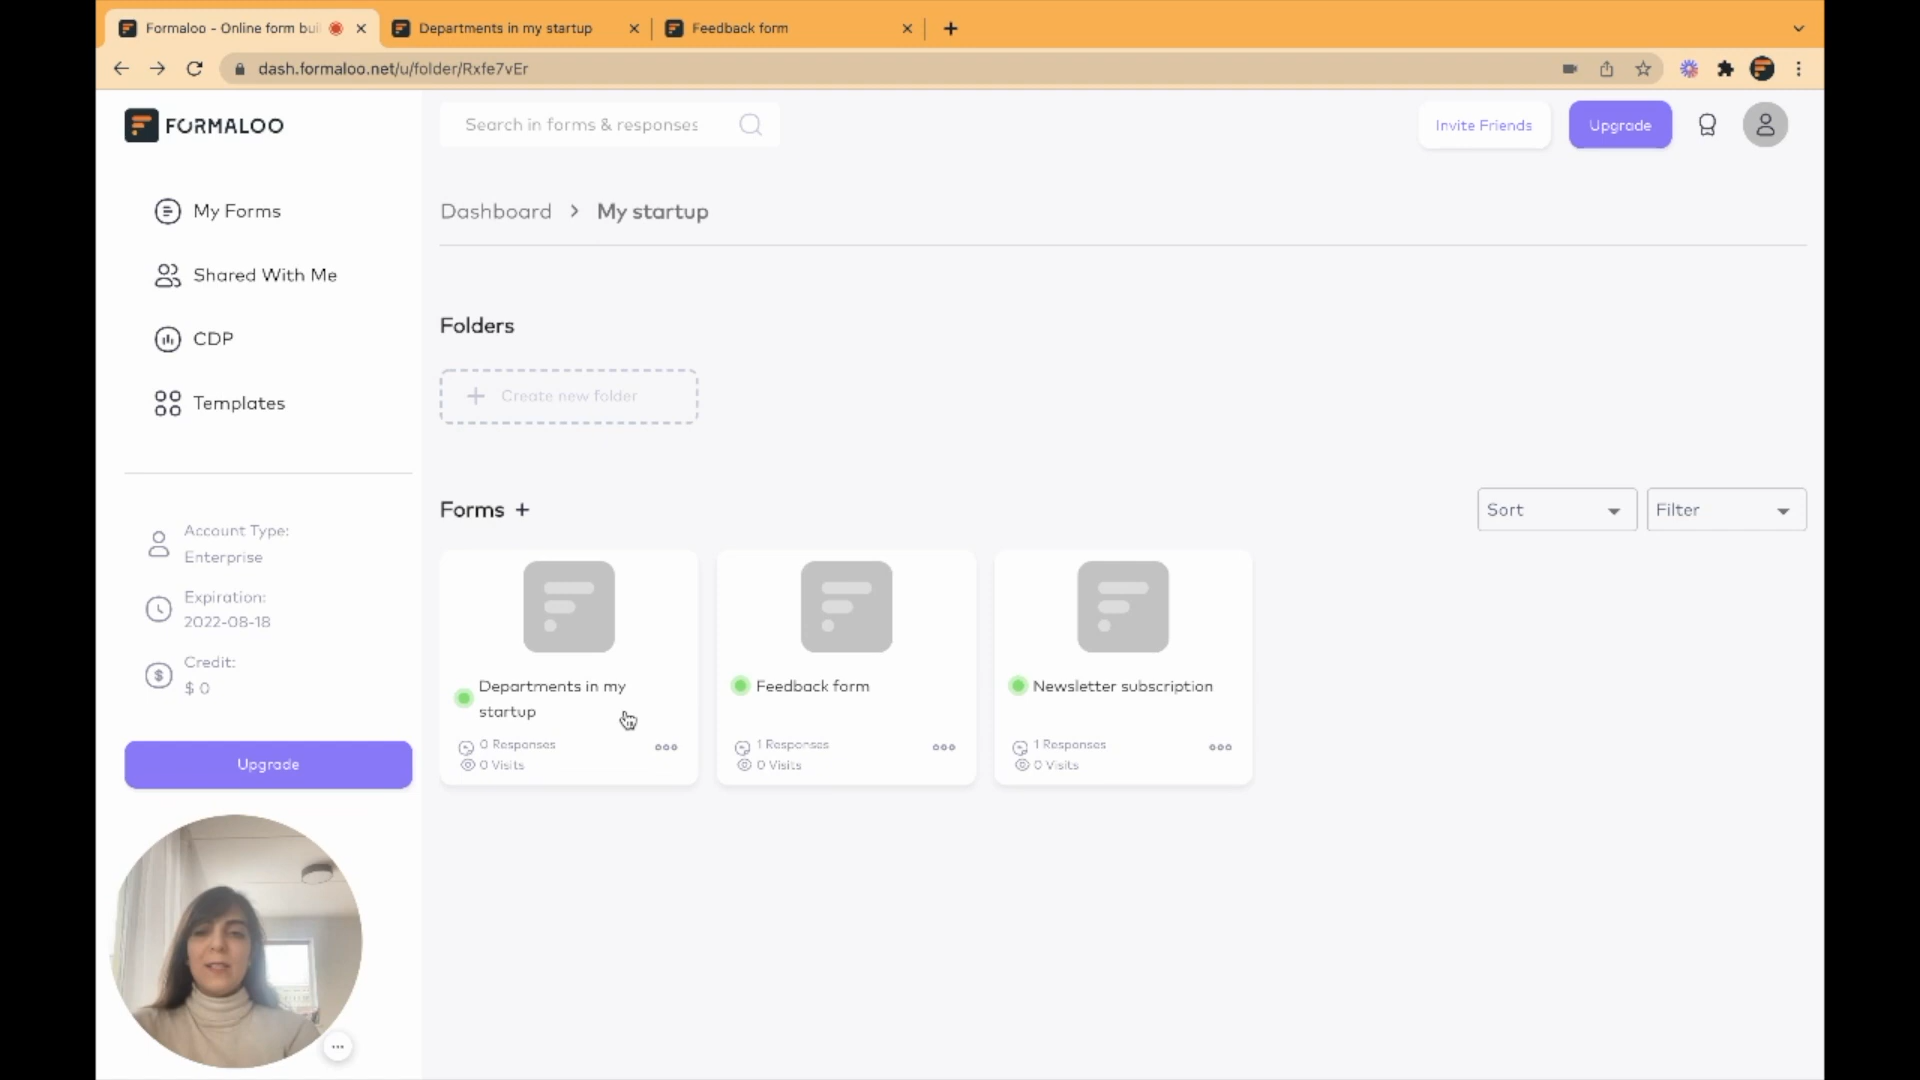 Formaloo - Online form bui
Departments in my startup
Feedback form
dash.formaloo.net/u/folder/Rxfe7vEr
FORMALOO
Search in forms & responses
Invite Friends
Upgrade
My Forms
Shared With Me
CDP
Templates
Dashboard > My startup
Folders
+ Create new folder
Account Type:
Enterprise
Expiration:
2022-08-18
Credit:
$ 0
Upgrade
Forms +
Sort
Filter
Departments in my
startup
0 Responses
0 Visits
Feedback form
1 Responses
0 Visits
Newsletter subscription
1 Responses
0 Visits